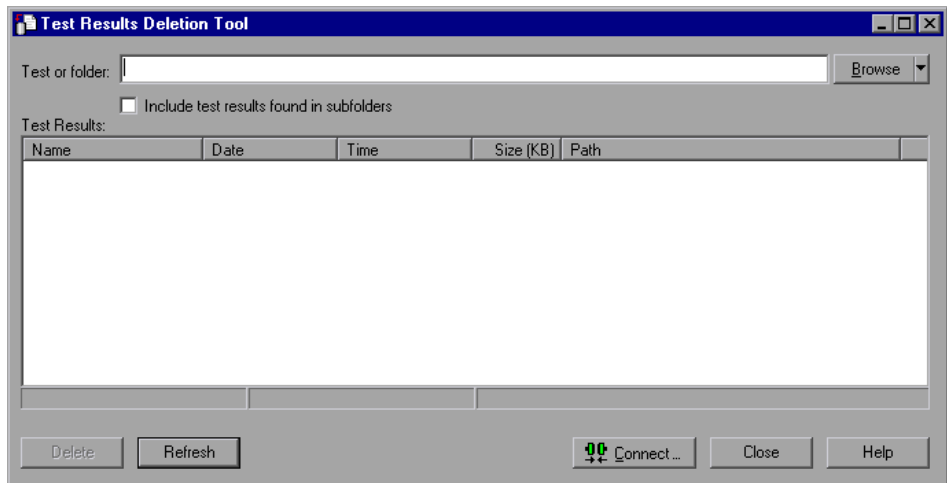 Test Results Deletion Tool
Test or folder: Browse
Include test results found in subfolders
Test Results:
Name Date Time Size (KB) Path
Delete Refresh Connect... Close Help